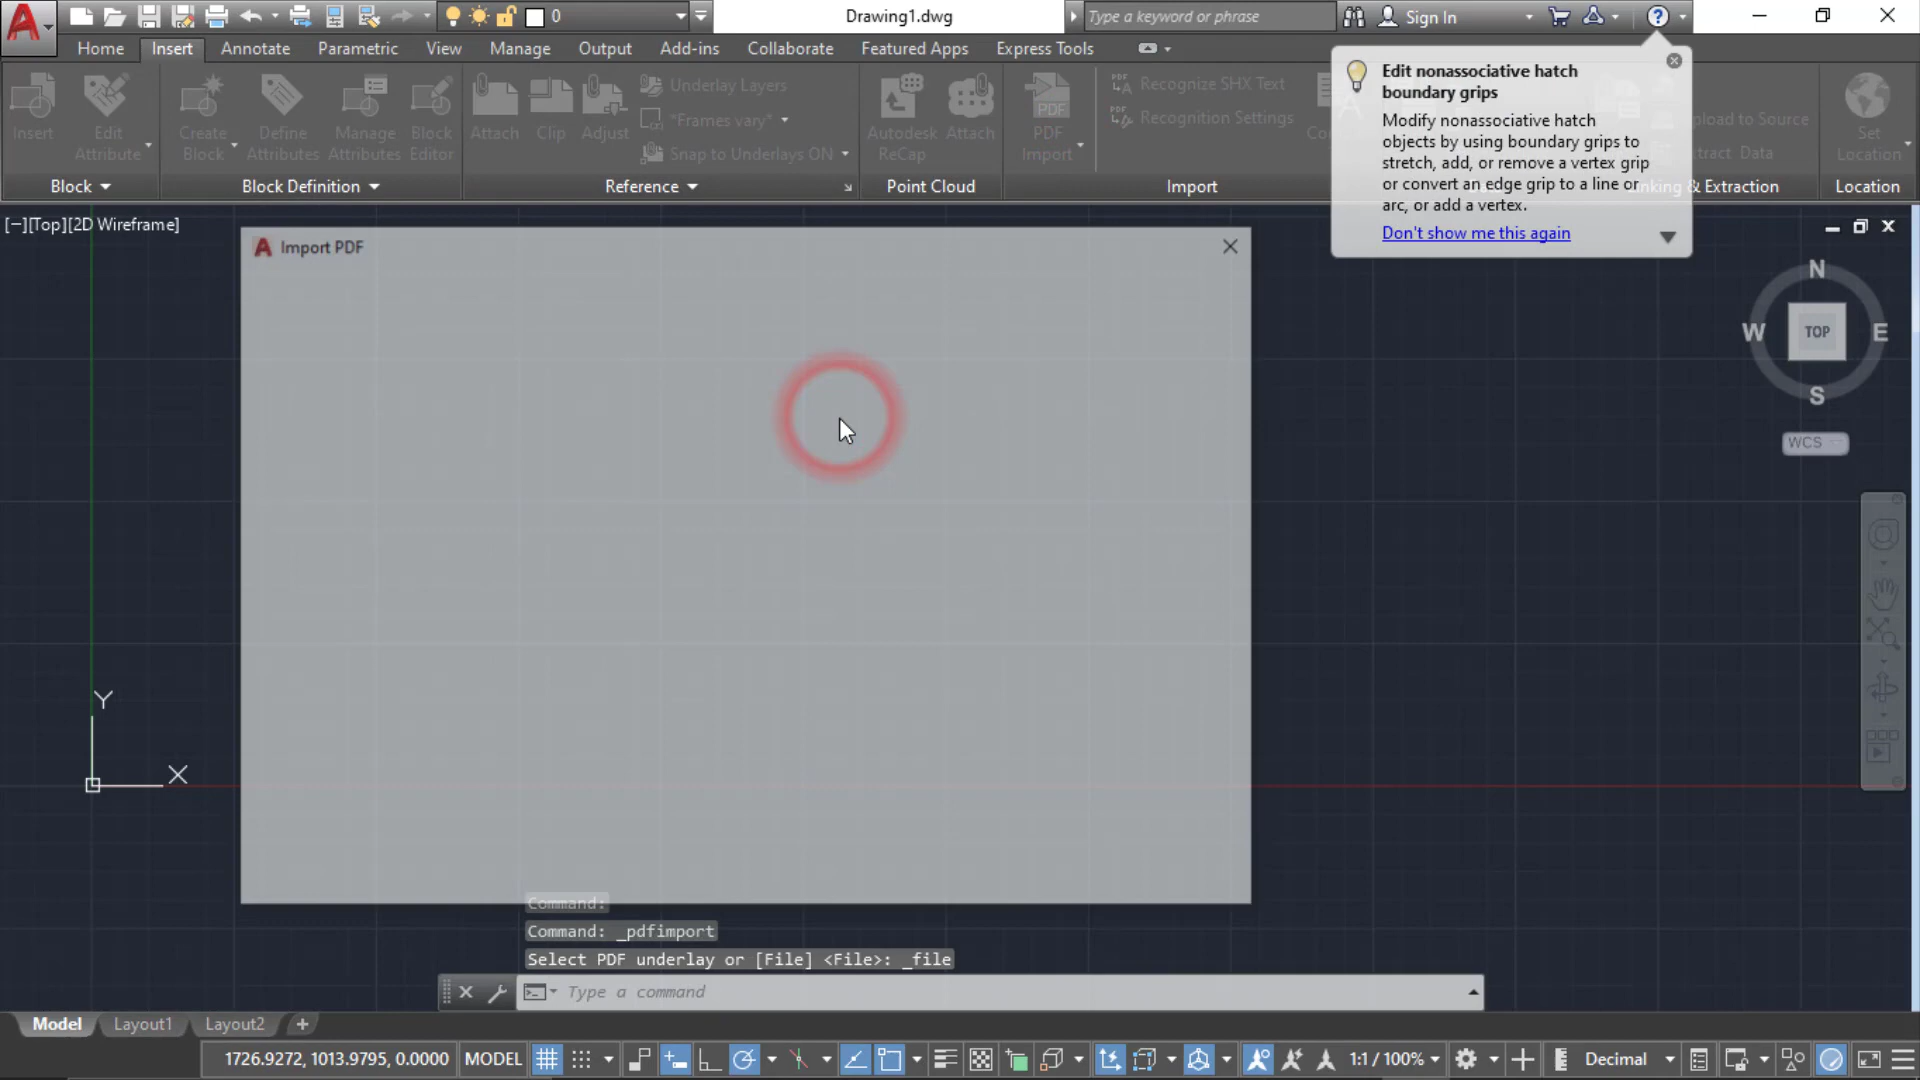 0
Drawing1.dwg
Type a keyword or phrase
Sign In
Home
Insert
Annotate
Parametric
View
Manage
Output
Add-ins
Collaborate
Featured Apps
Express Tools
Insert
Edit
Attribute
Create
Block
Define
Attributes
Manage
Attributes
Block
Editor
Attach
Clip
Adjust
Underlay Layers
*Frames vary*
Snap to Underlays ON
Autodesk
ReCap
Attach
PDF
PDF
Import
Recognize SHX Text
Recognition Settings
Set
Location
Block
Block Definition
Reference
Point Cloud
Import
Location
Edit nonassociative hatch
boundary grips
Modify nonassociative hatch
objects by using boundary grips to
stretch, add, or remove a vertex grip
or convert an edge grip to a line or
arc, or add a vertex.
Don't show me this again
pload to Source
tract Data
king & Extraction
[−][Top][2D Wireframe]
Import PDF
N
W
TOP
E
S
WCS
Y
X
Command:
Command: _pdfimport
Select PDF underlay or [File] <File>: _file
Type a command
Model
Layout1
Layout2
1726.9272, 1013.9795, 0.0000
MODEL
1:1 / 100%
Decimal